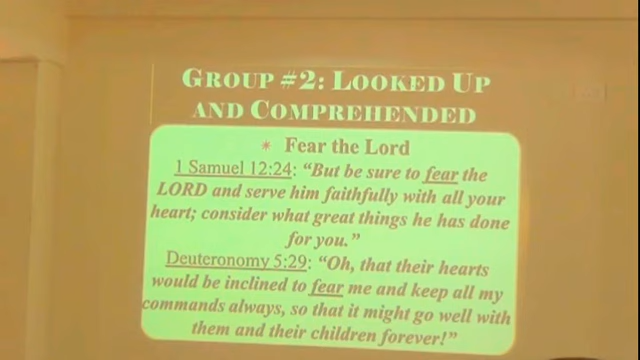 GROUP #2: LOOKED UP
AND COMPREHENDED
* Fear the Lord
1 Samuel 12:24: “But be sure to fear the
LORD and serve him faithfully with all your
heart; consider what great things he has done
for you.”
Deuteronomy 5:29: “Oh, that their hearts
would be inclined to fear me and keep all my
commands always, so that it might go well with
them and their children forever!”